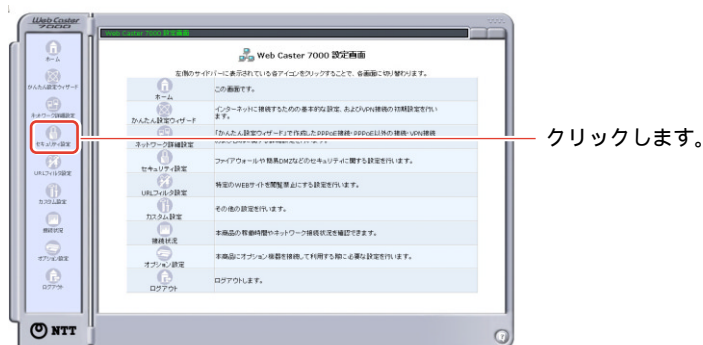 Web Caster
7000
Web Caster 7000 設定画面
Web Caster 7000 設定画面
左側のサイドバーに表示されている各アイコンをクリックすることで、各画面に切り替わります。
ホーム
かんたん設定ウィザード
ネットワーク詳細設定
セキュリティ設定
URLフィルタ設定
カスタム設定
接続状況
オプション設定
ログアウト
ホーム
この画面です。
かんたん設定ウィザード
インターネットに接続するための基本的な設定、およびVPN接続の初期設定を行い
ます。
ネットワーク詳細設定
「かんたん設定ウィザード」で作成したPPPoE接続・PPPoE以外の接続・VPN接続
セキュリティ設定
ファイアウォールや簡易DMZなどのセキュリティに関する設定を行います。
URLフィルタ設定
特定のWEBサイトを閲覧禁止にする設定を行います。
カスタム設定
その他の設定を行います。
接続状況
本商品の稼働時間やネットワーク接続状況を確認できます。
オプション設定
本商品にオプション機器を接続して利用する際に必要な設定を行います。
ログアウト
ログアウトします。
クリックします。
NTT